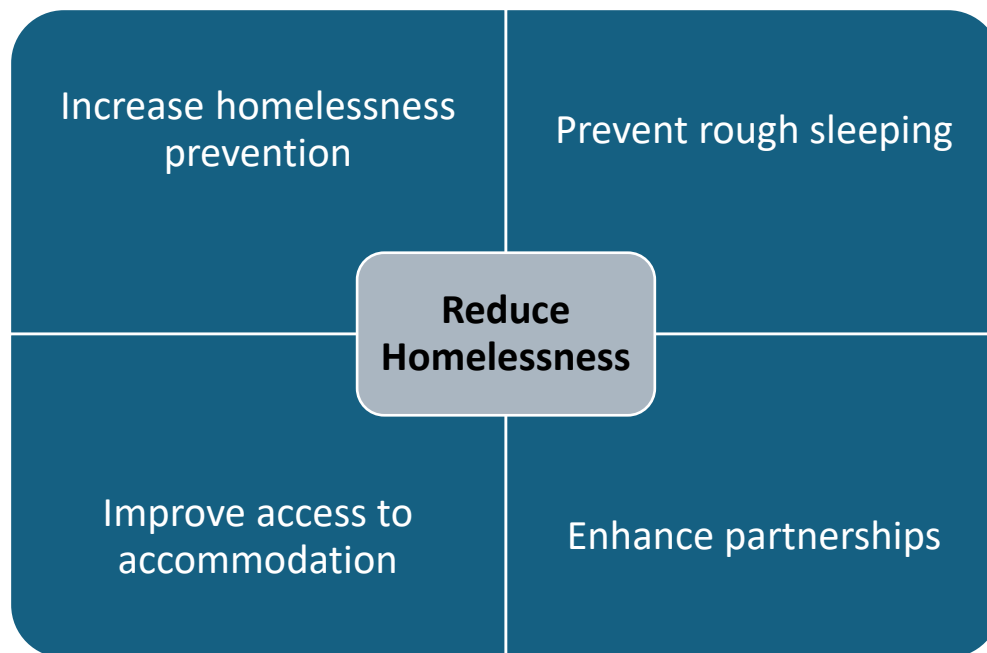 Increase homelessness
prevention
Prevent rough sleeping
Reduce
Homelessness
Improve access to
accommodation
Enhance partnerships